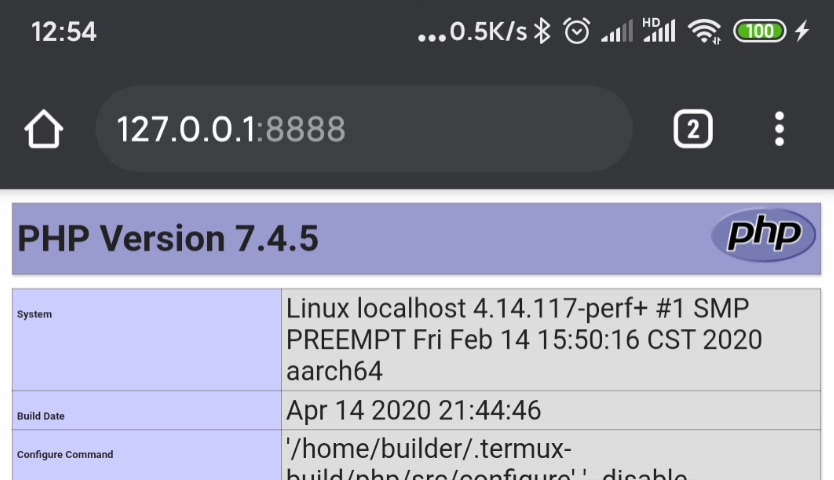 12:54
...0.5K/s
HD
100
127.0.0.1:8888
2
PHP Version 7.4.5
php
System
Linux localhost 4.14.117-perf+ #1 SMP
PREEMPT Fri Feb 14 15:50:16 CST 2020
aarch64
Build Date
Apr 14 2020 21:44:46
Configure Command
'/home/builder/.termux-
build/php/src/configure' '--disable-